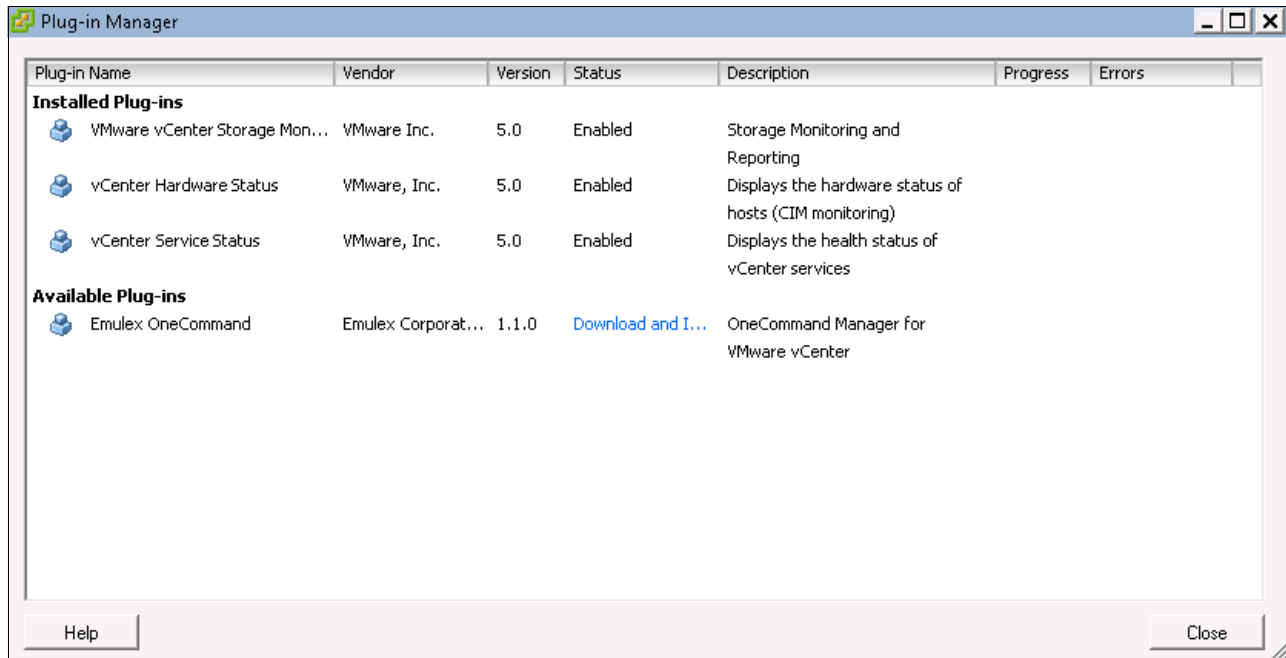 Plug-in Manager
Plug-in Name Vendor Version Status Description Progress Errors
Installed Plug-ins
VMware vCenter Storage Mon... VMware Inc. 5.0 Enabled Storage Monitoring and
Reporting
vCenter Hardware Status VMware, Inc. 5.0 Enabled Displays the hardware status of
hosts (CIM monitoring)
vCenter Service Status VMware, Inc. 5.0 Enabled Displays the health status of
vCenter services
Available Plug-ins
Emulex OneCommand Emulex Corporat... 1.1.0 Download and I... OneCommand Manager for
VMware vCenter
Help Close